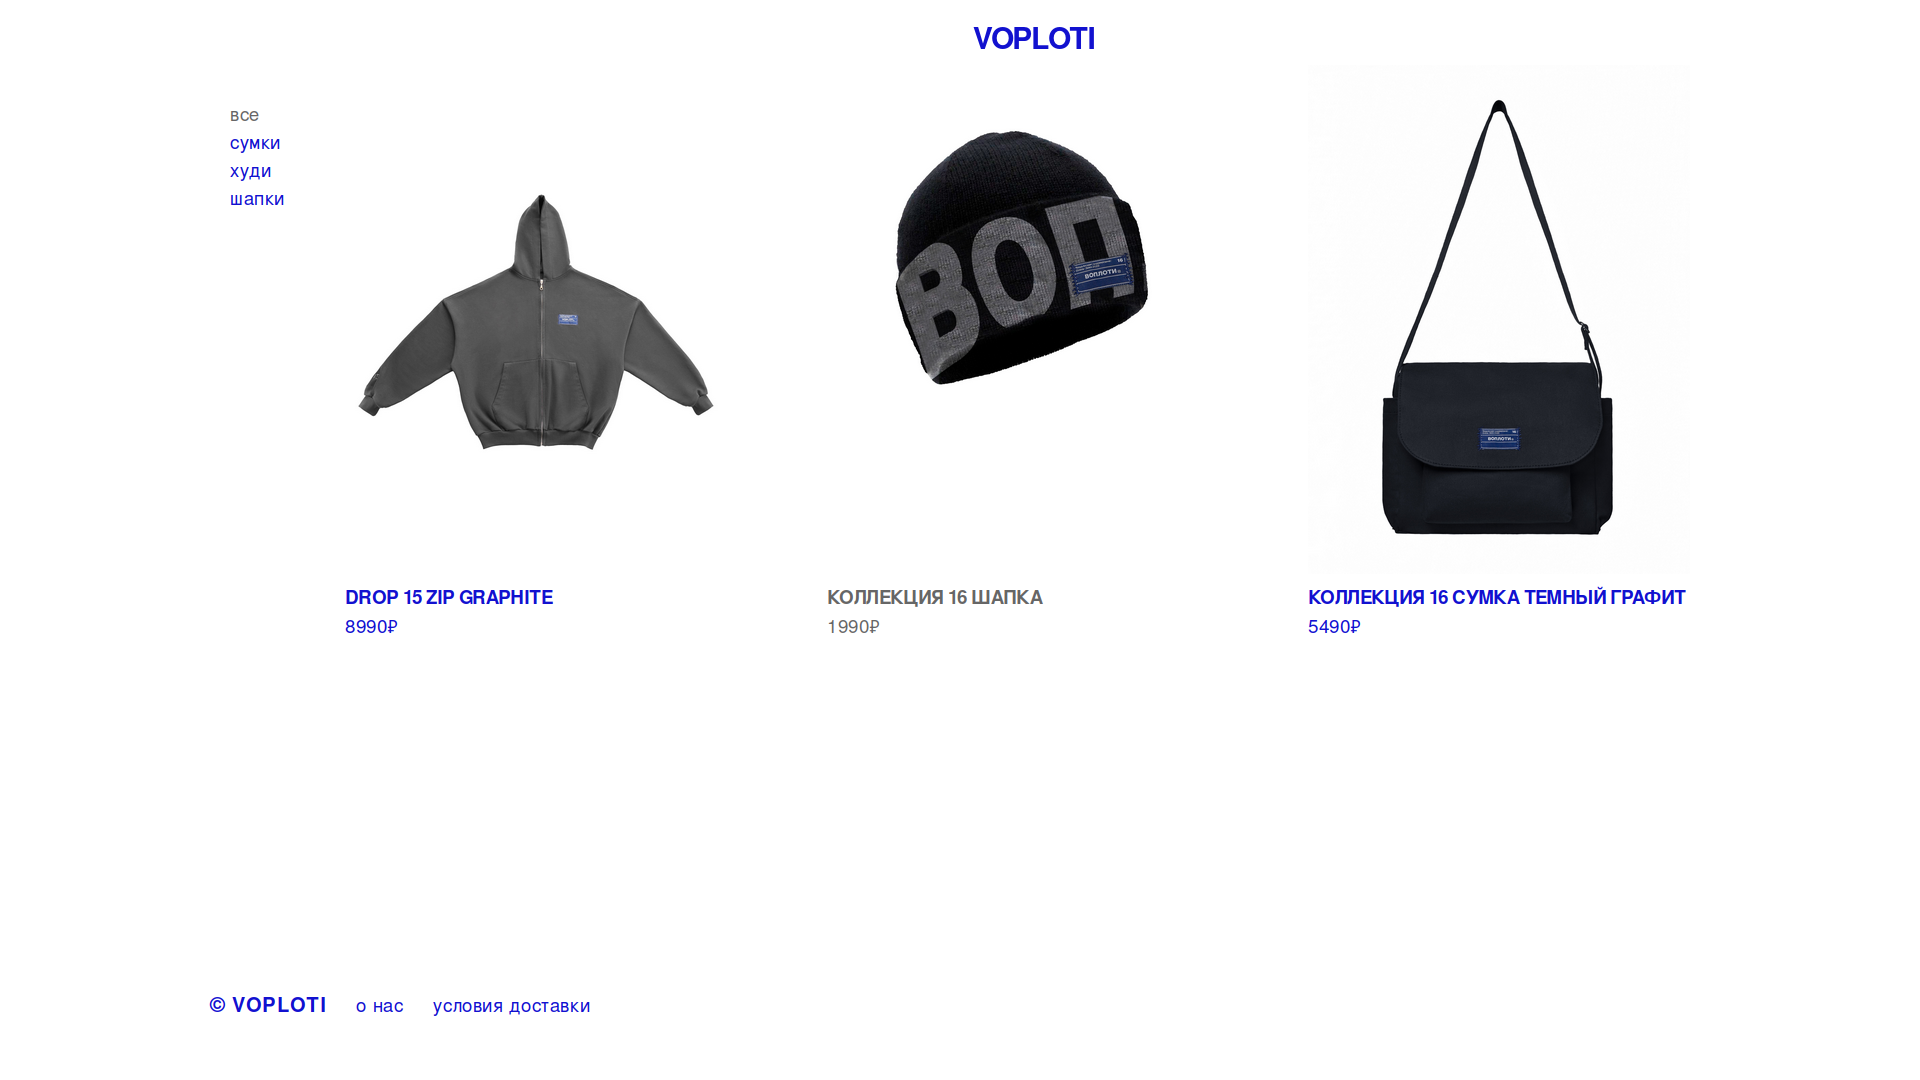 VOPLOTI
все
сумки
худи
шапки
ВОП
ВОПЛОТИ
ВОПЛОТИ
DROP 15 ZIP GRAPHITE
8990₽
КОЛЛЕКЦИЯ 16 ШАПКА
1990₽
КОЛЛЕКЦИЯ 16 СУМКА ТЕМНЫЙ ГРАФИТ
5490₽
© VOPLOTI
о нас
условия доставки